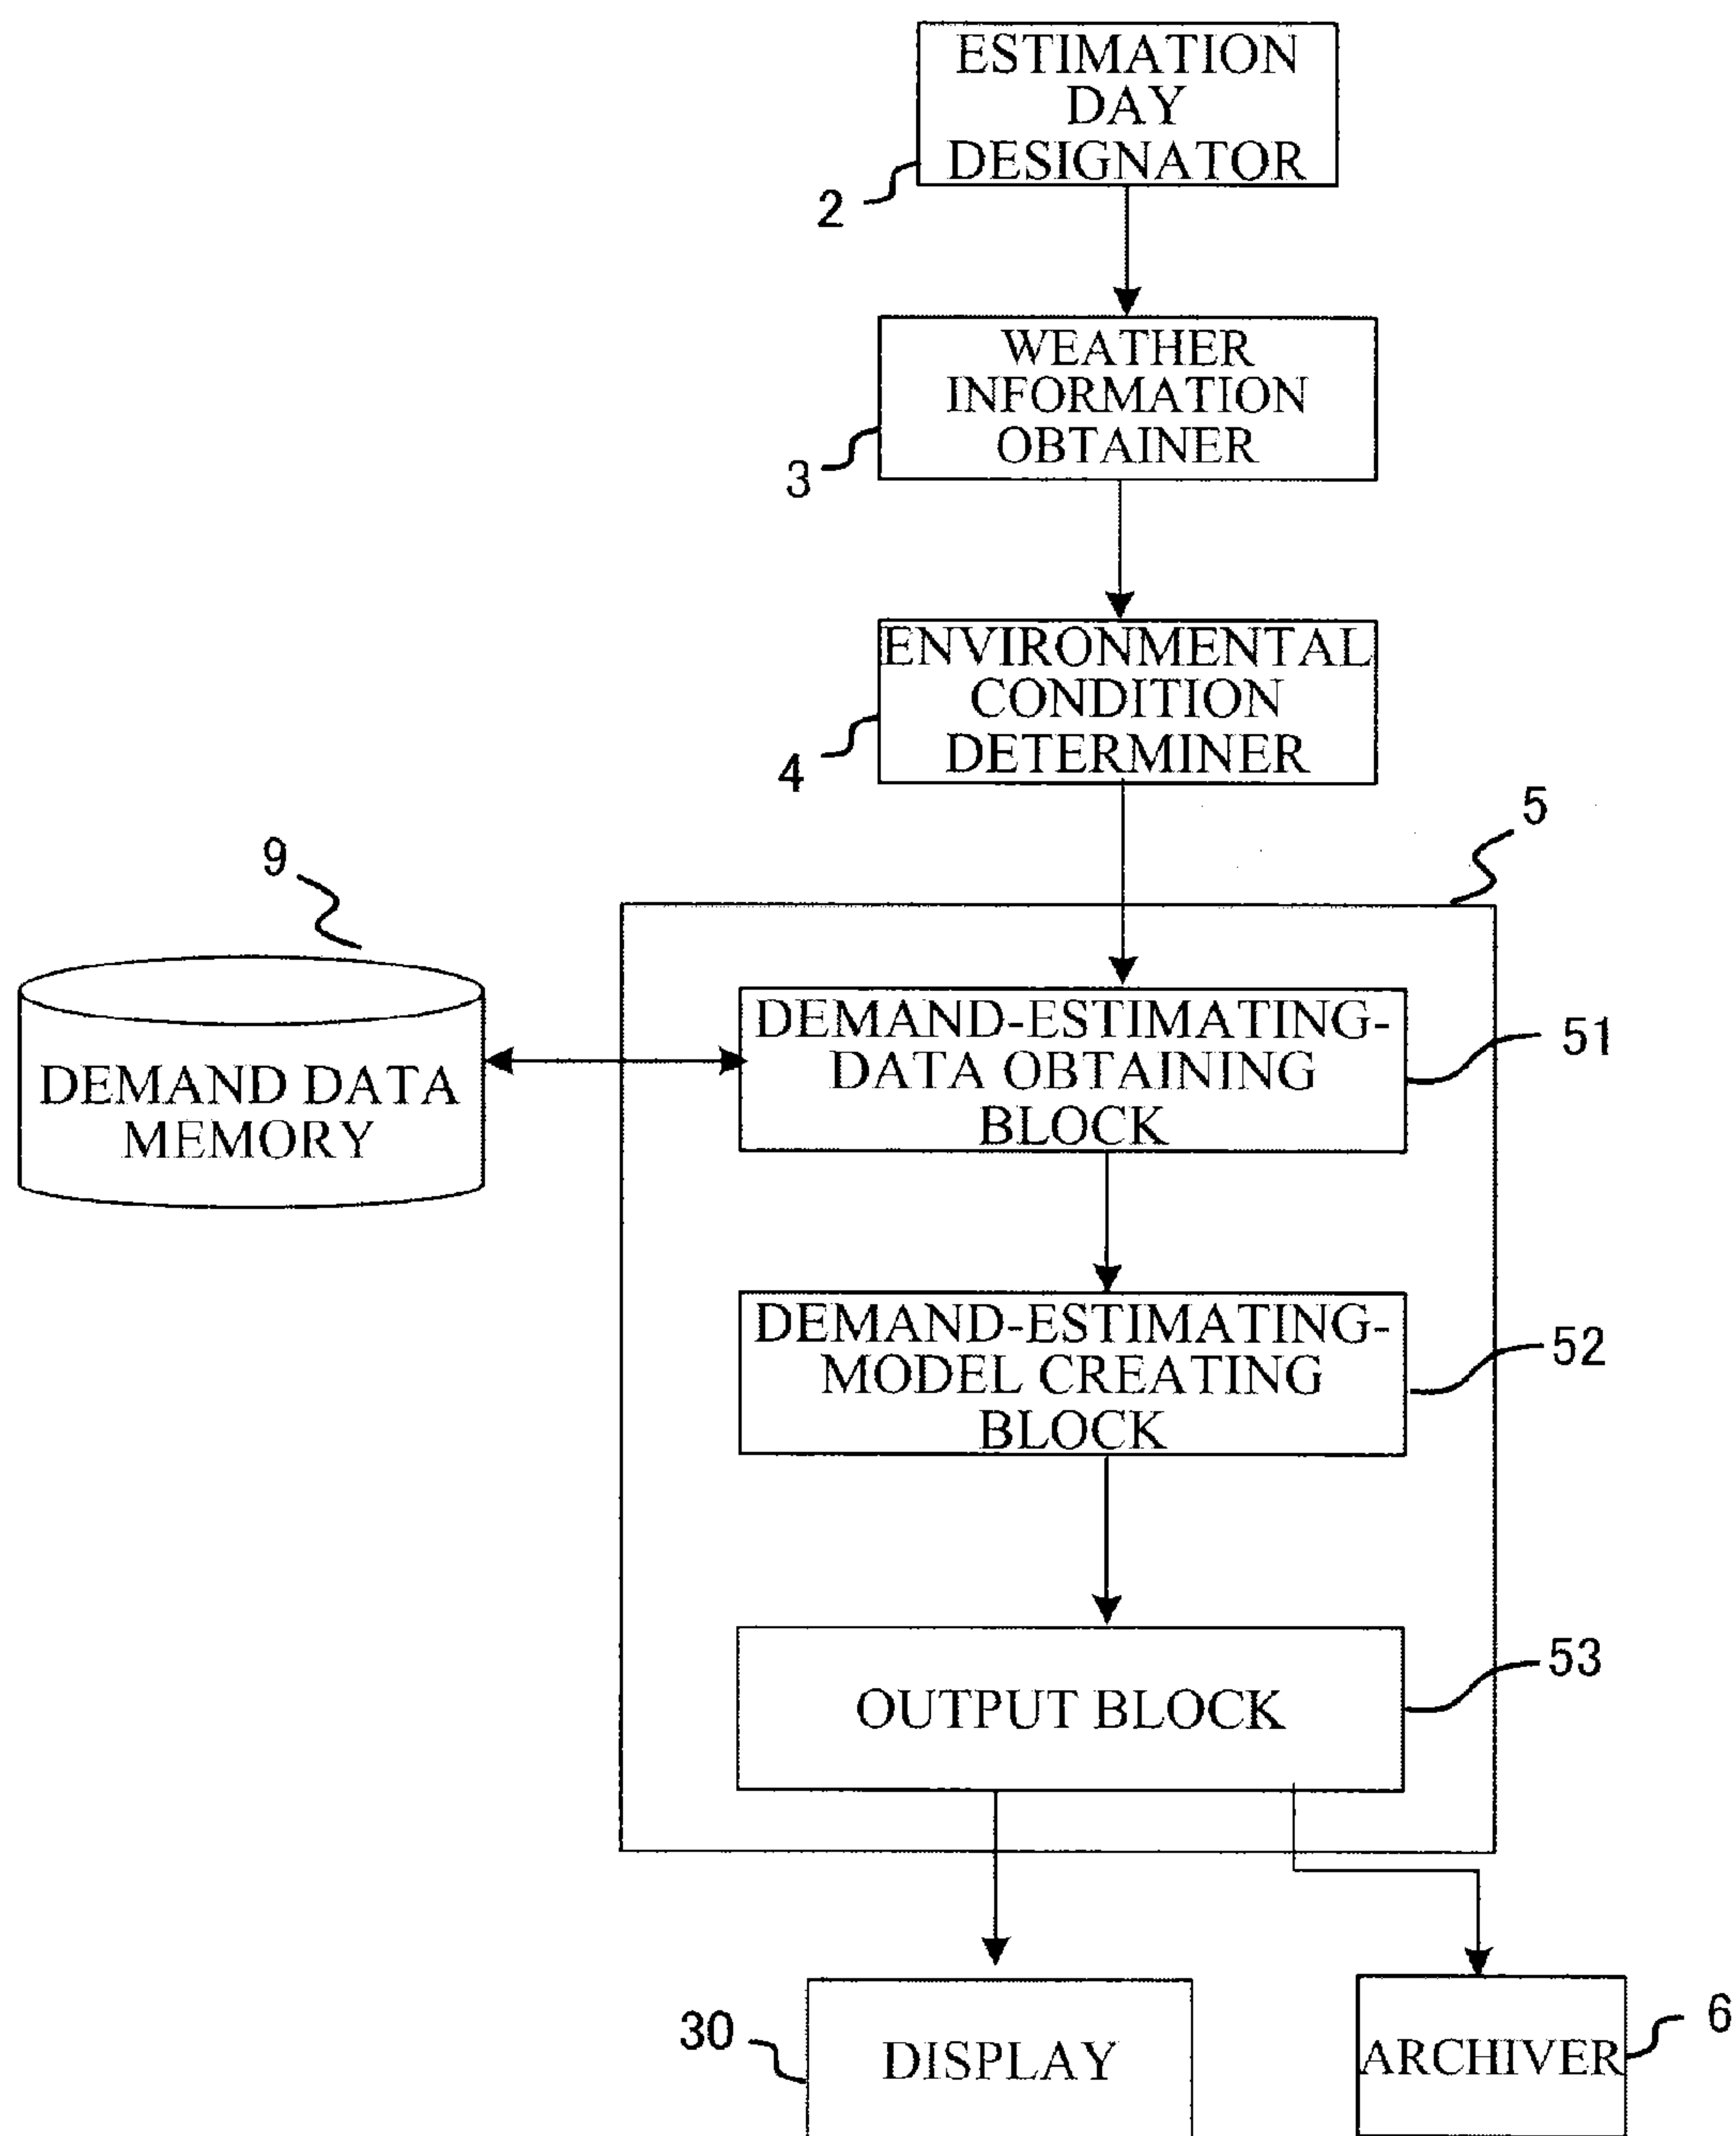 ESTIMATION
DAY
DESIGNATOR
2
WEATHER
INFORMATION
OBTAINER
3
ENVIRONMENTAL
CONDITION
DETERMINER
4
5
9
DEMAND DATA
MEMORY
DEMAND-ESTIMATING-
DATA OBTAINING
BLOCK
51
DEMAND-ESTIMATING-
MODEL CREATING
BLOCK
52
OUTPUT BLOCK
53
30
DISPLAY
ARCHIVER
6